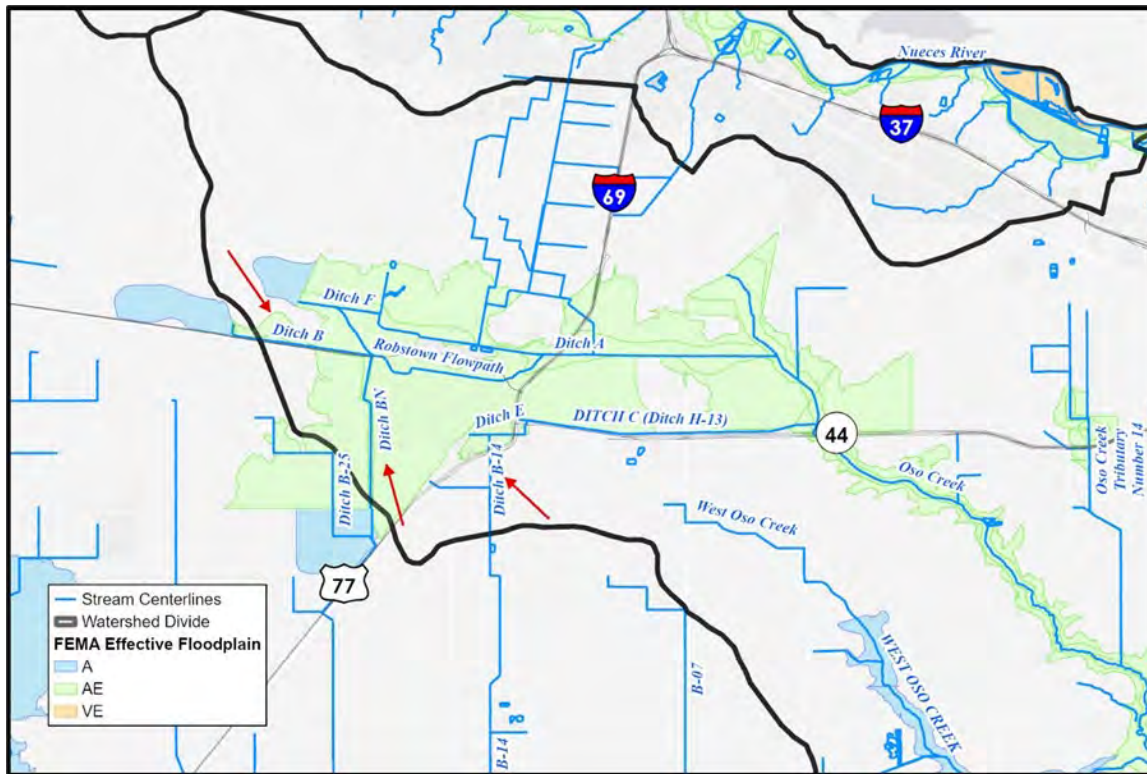 Nueces River
37
69
Ditch F
Ditch B
Robstown Flowpath
Ditch A
Ditch BN
Ditch E
DITCH C (Ditch H-13)
44
Ditch B-25
Ditch B-14
Oso Creek
Oso Creek
Tributary
Number 14
West Oso Creek
77
WEST OSO CREEK
B-07
B-14
Stream Centerlines
Watershed Divide
FEMA Effective Floodplain
A
AE
VE